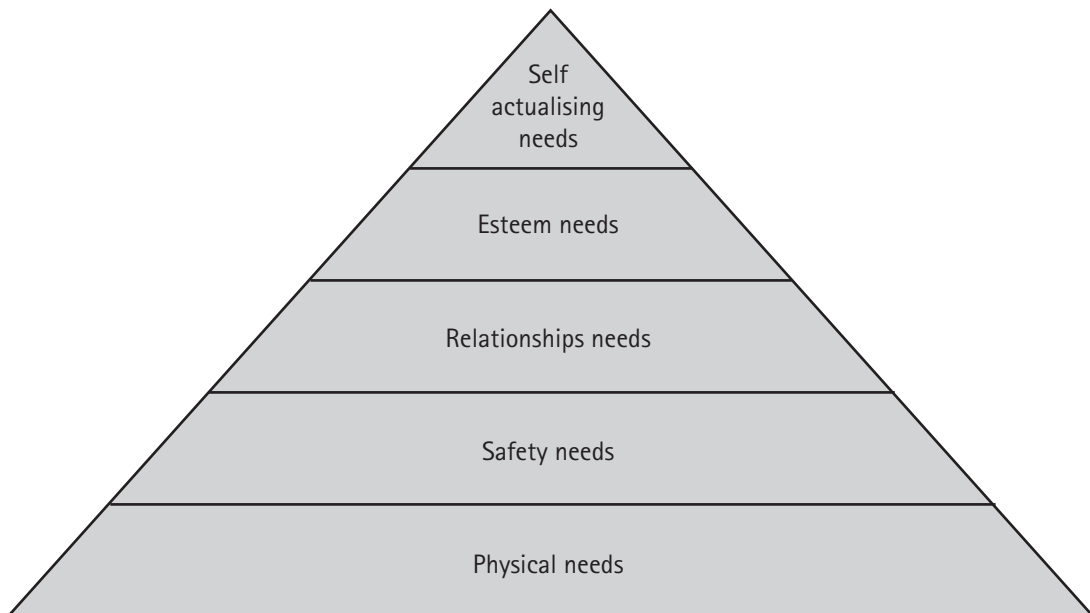 Self
actualising
needs
Esteem needs
Relationships needs
Safety needs
Physical needs